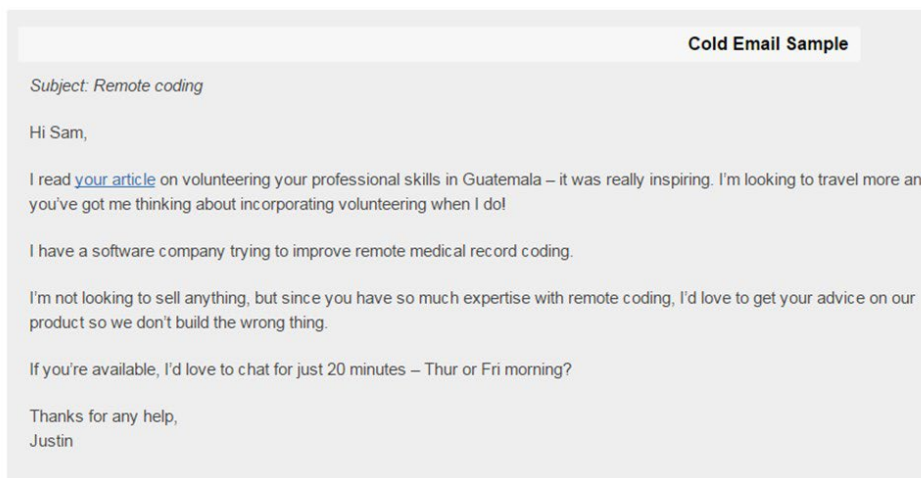 Cold Email Sample
Subject: Remote coding
Hi Sam,
I read your article on volunteering your professional skills in Guatemala – it was really inspiring. I'm looking to travel more an
you've got me thinking about incorporating volunteering when I do!
I have a software company trying to improve remote medical record coding.
I'm not looking to sell anything, but since you have so much expertise with remote coding, I'd love to get your advice on our
product so we don't build the wrong thing.
If you're available, I'd love to chat for just 20 minutes – Thur or Fri morning?
Thanks for any help,
Justin